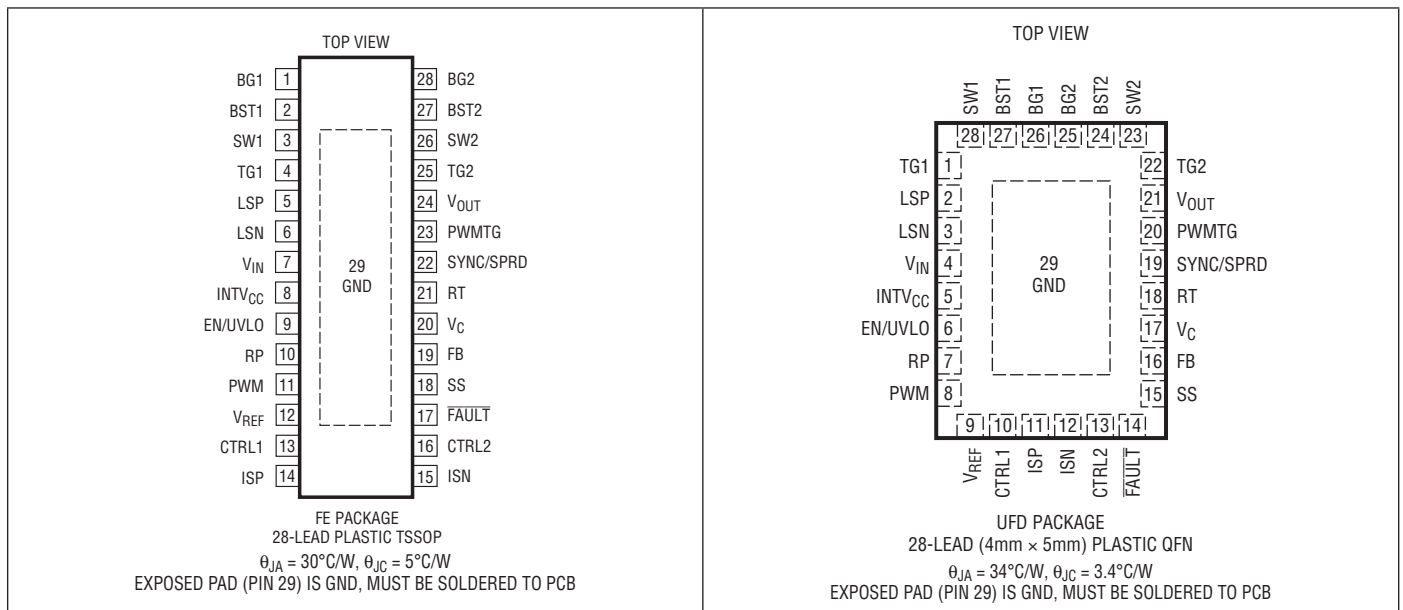 TOP VIEW
BG1 1
BST1 2
SW1 3
TG1 4
LSP 5
LSN 6
VIN 7
INTVCC 8
EN/UVLO 9
RP 10
PWM 11
VREF 12
CTRL1 13
ISP 14
29
GND
28 BG2
27 BST2
26 SW2
25 TG2
24 VOUT
23 PWMTG
22 SYNC/SPRD
21 RT
20 VC
19 FB
18 SS
17 FAULT
16 CTRL2
15 ISN
FE PACKAGE
28-LEAD PLASTIC TSSOP
θJA = 30°C/W, θJC = 5°C/W
EXPOSED PAD (PIN 29) IS GND, MUST BE SOLDERED TO PCB
TOP VIEW
SW1 BST1 BG1 BG2 BST2 SW2
28 27 26 25 24 23
TG1 1
LSP 2
LSN 3
VIN 4
INTVCC 5
EN/UVLO 6
RP 7
PWM 8
29
GND
22 TG2
21 VOUT
20 PWMTG
19 SYNC/SPRD
18 RT
17 VC
16 FB
15 SS
9 10 11 12 13 14
VREF CTRL1 ISP ISN CTRL2 FAULT
UFD PACKAGE
28-LEAD (4mm × 5mm) PLASTIC QFN
θJA = 34°C/W, θJC = 3.4°C/W
EXPOSED PAD (PIN 29) IS GND, MUST BE SOLDERED TO PCB